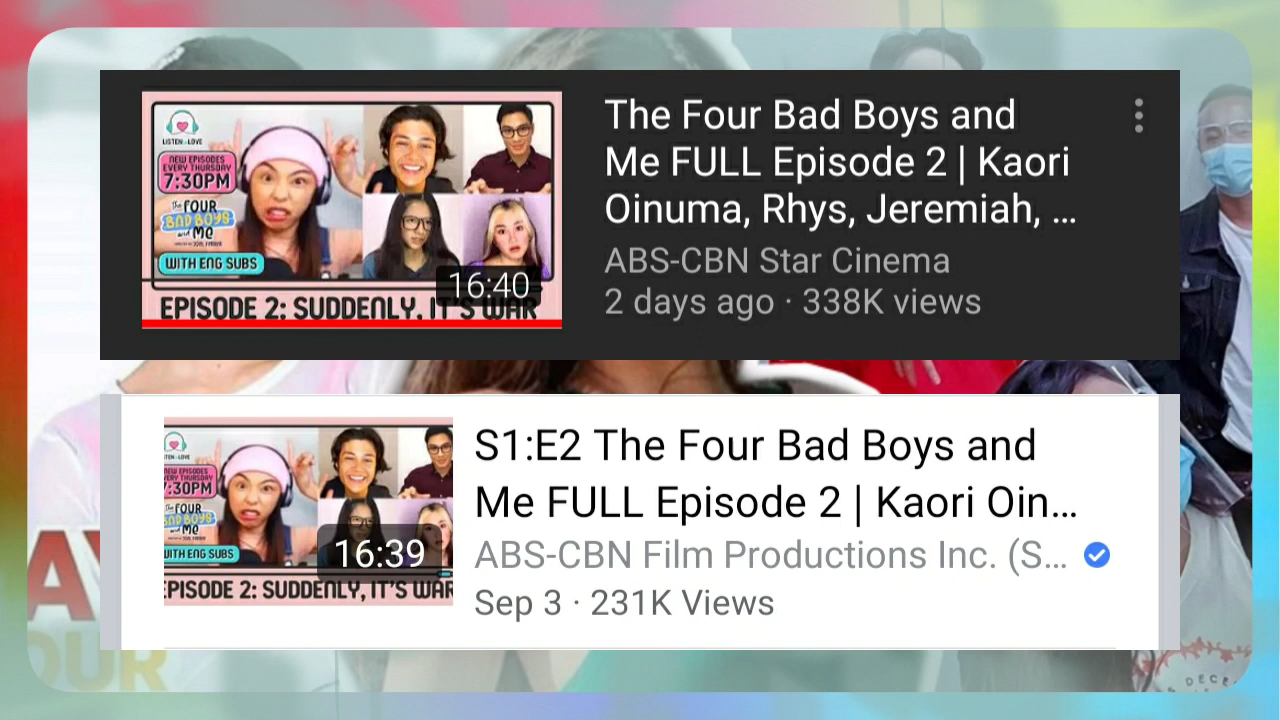 LISTEN TO LOVE
NEW EPISODES
EVERY THURSDAY
7:30PM
The FOUR
BAD BOYS
and ME
WITH ENG SUBS
16:40
EPISODE 2: SUDDENLY, IT'S WAR
The Four Bad Boys and
Me FULL Episode 2 | Kaori
Oinuma, Rhys, Jeremiah, ...
ABS-CBN Star Cinema
2 days ago · 338K views
NEW EPISODES
EVERY THURSDAY
7:30PM
The FOUR
BAD BOYS
and ME
WITH ENG SUBS
16:39
EPISODE 2: SUDDENLY, IT'S WAR
S1:E2 The Four Bad Boys and
Me FULL Episode 2 | Kaori Oin...
ABS-CBN Film Productions Inc. (S...
Sep 3 · 231K Views
OUR
DECE